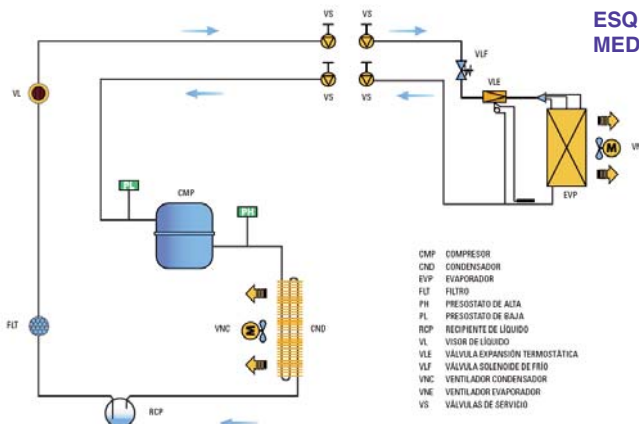 ESQ
MED
VS VS
VLF
VLE
VL
VS VS
VN
EVP
PL
CMP
PH
CMP COMPRESOR
CND CONDENSADOR
EVP EVAPORADOR
FLT FILTRO
PH PRESOSTATO DE ALTA
PL PRESOSTATO DE BAJA
RCP RECIPIENTE DE LÍQUIDO
VL VISOR DE LÍQUIDO
VLE VÁLVULA EXPANSIÓN TERMOSTÁTICA
VLF VÁLVULA SOLENOIDE DE FRÍO
VNC VENTILADOR CONDENSADOR
VNE VENTILADOR EVAPORADOR
VS VÁLVULAS DE SERVICIO
FLT
VNC
M
CND
M
RCP